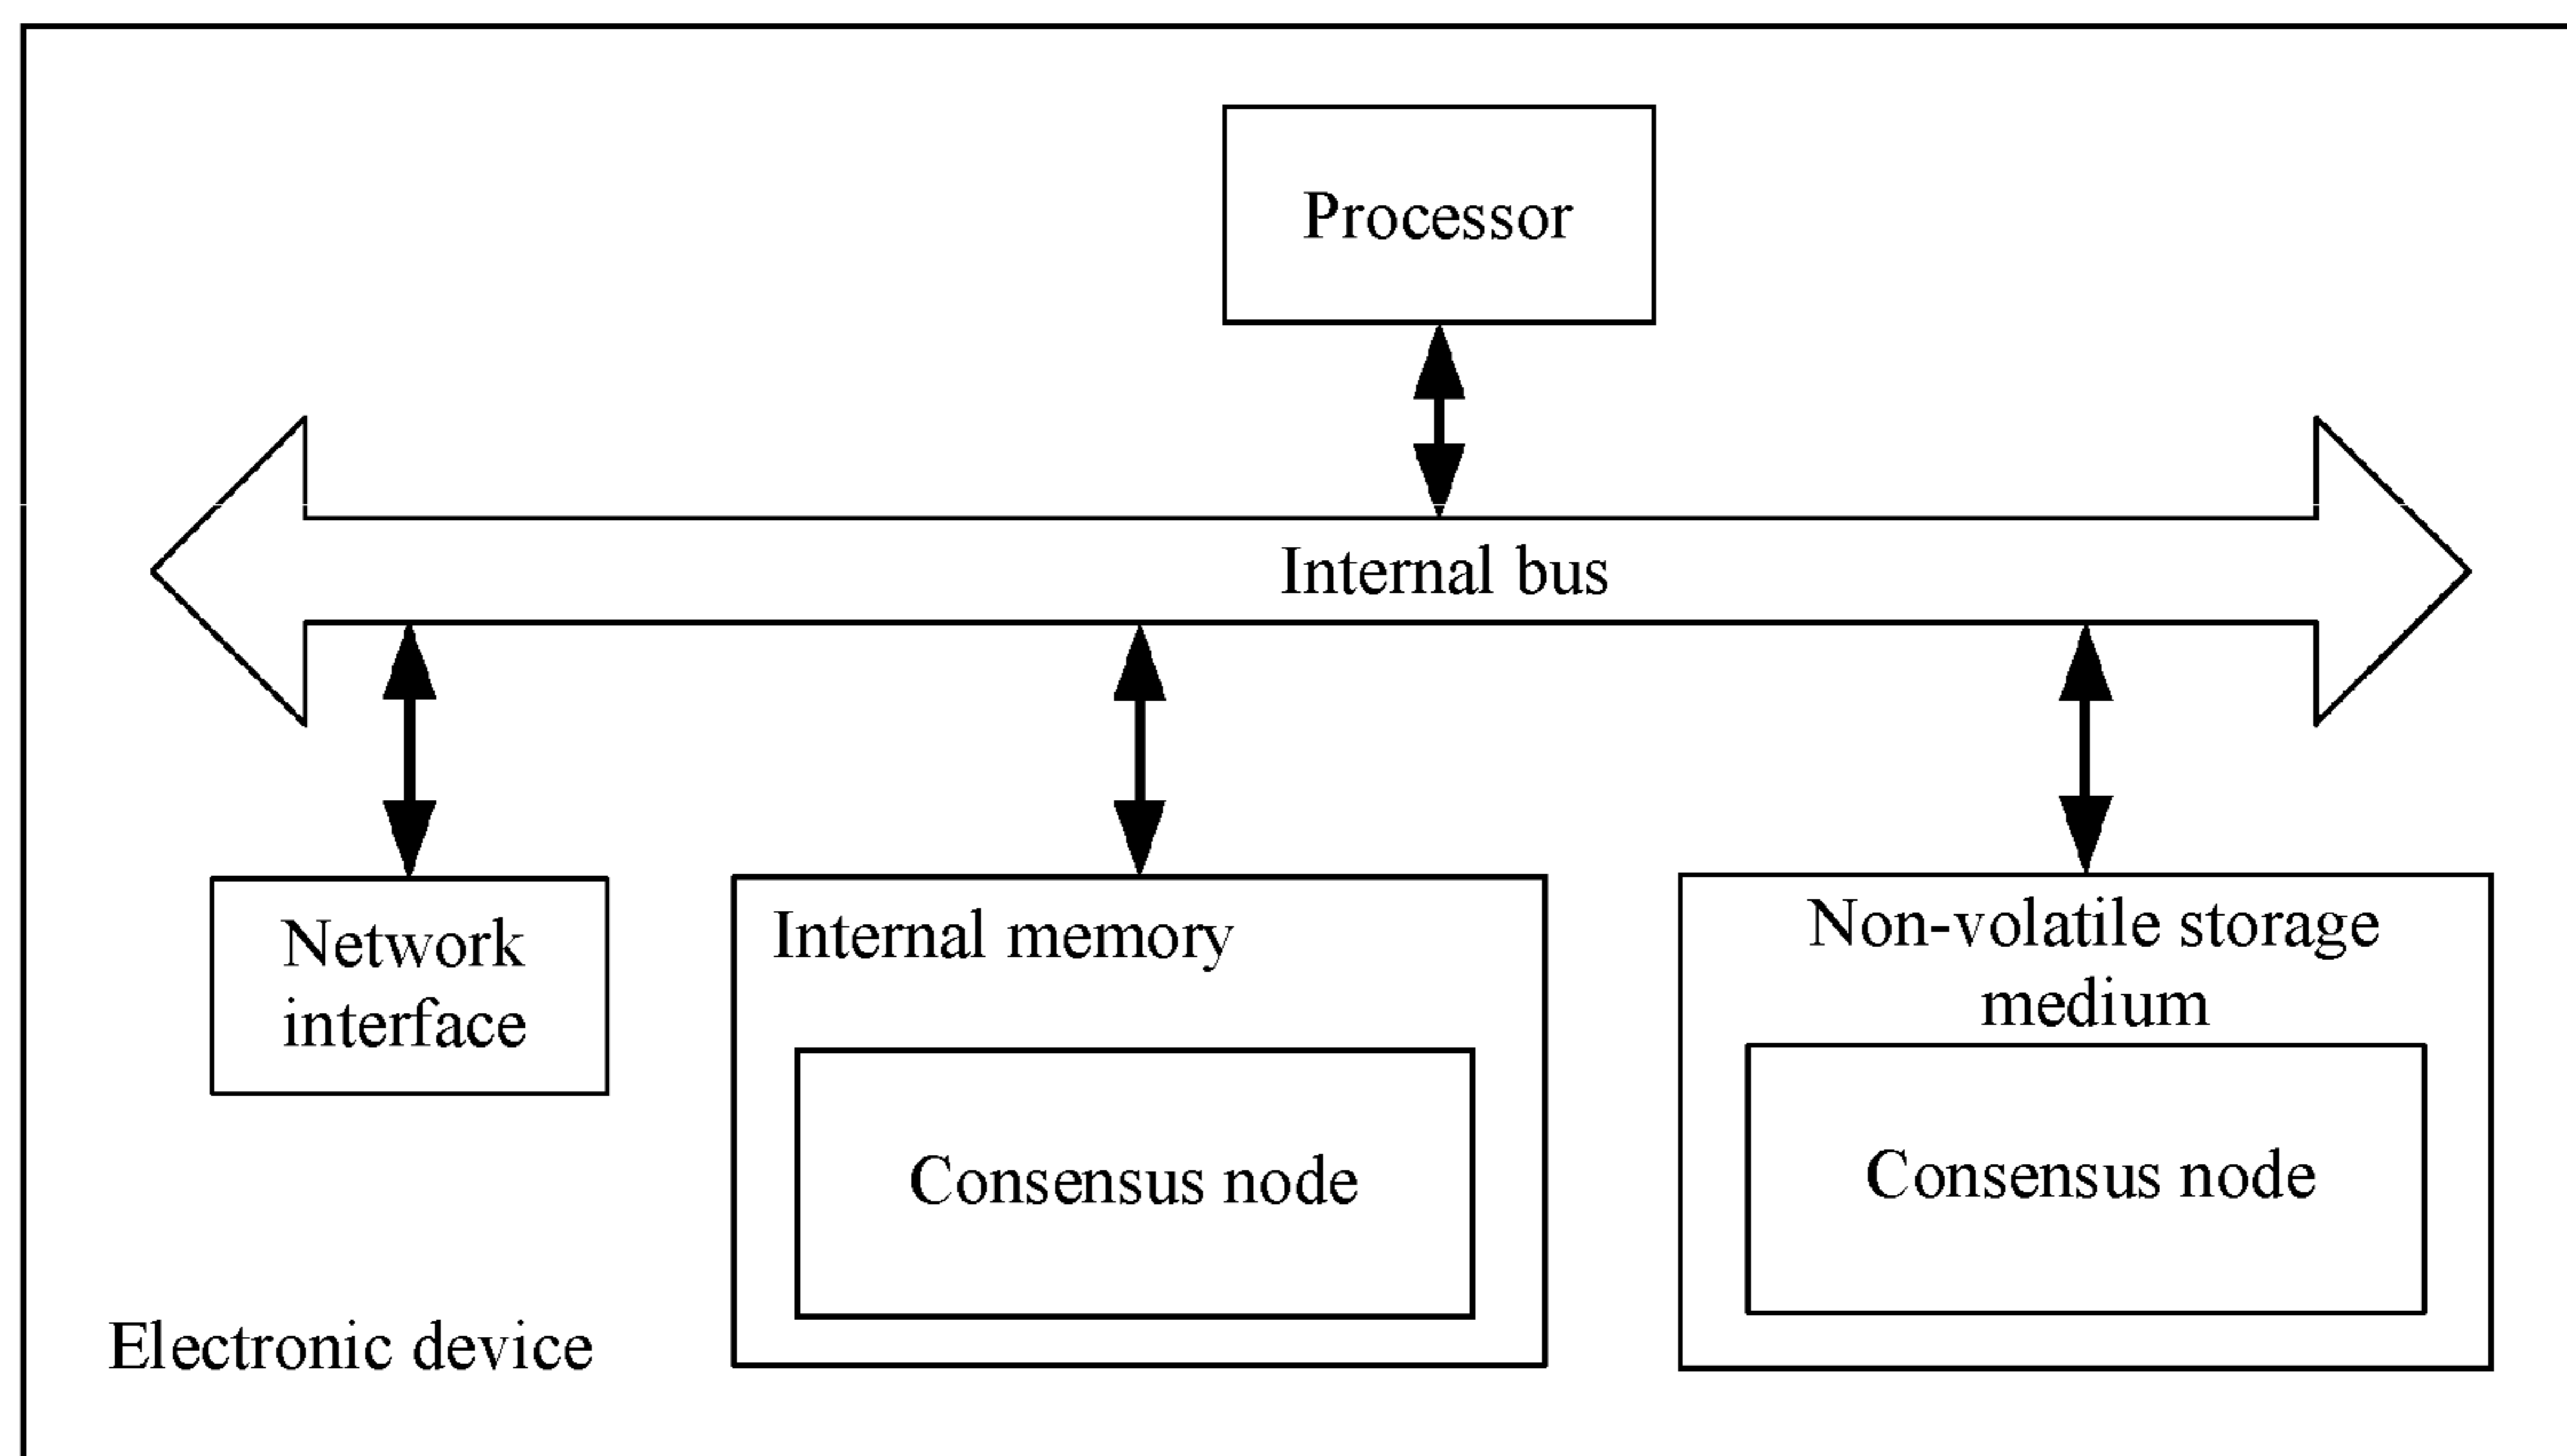 Processor
Internal bus
Network
interface
Internal memory
Consensus node
Non-volatile storage
medium
Consensus node
Electronic device